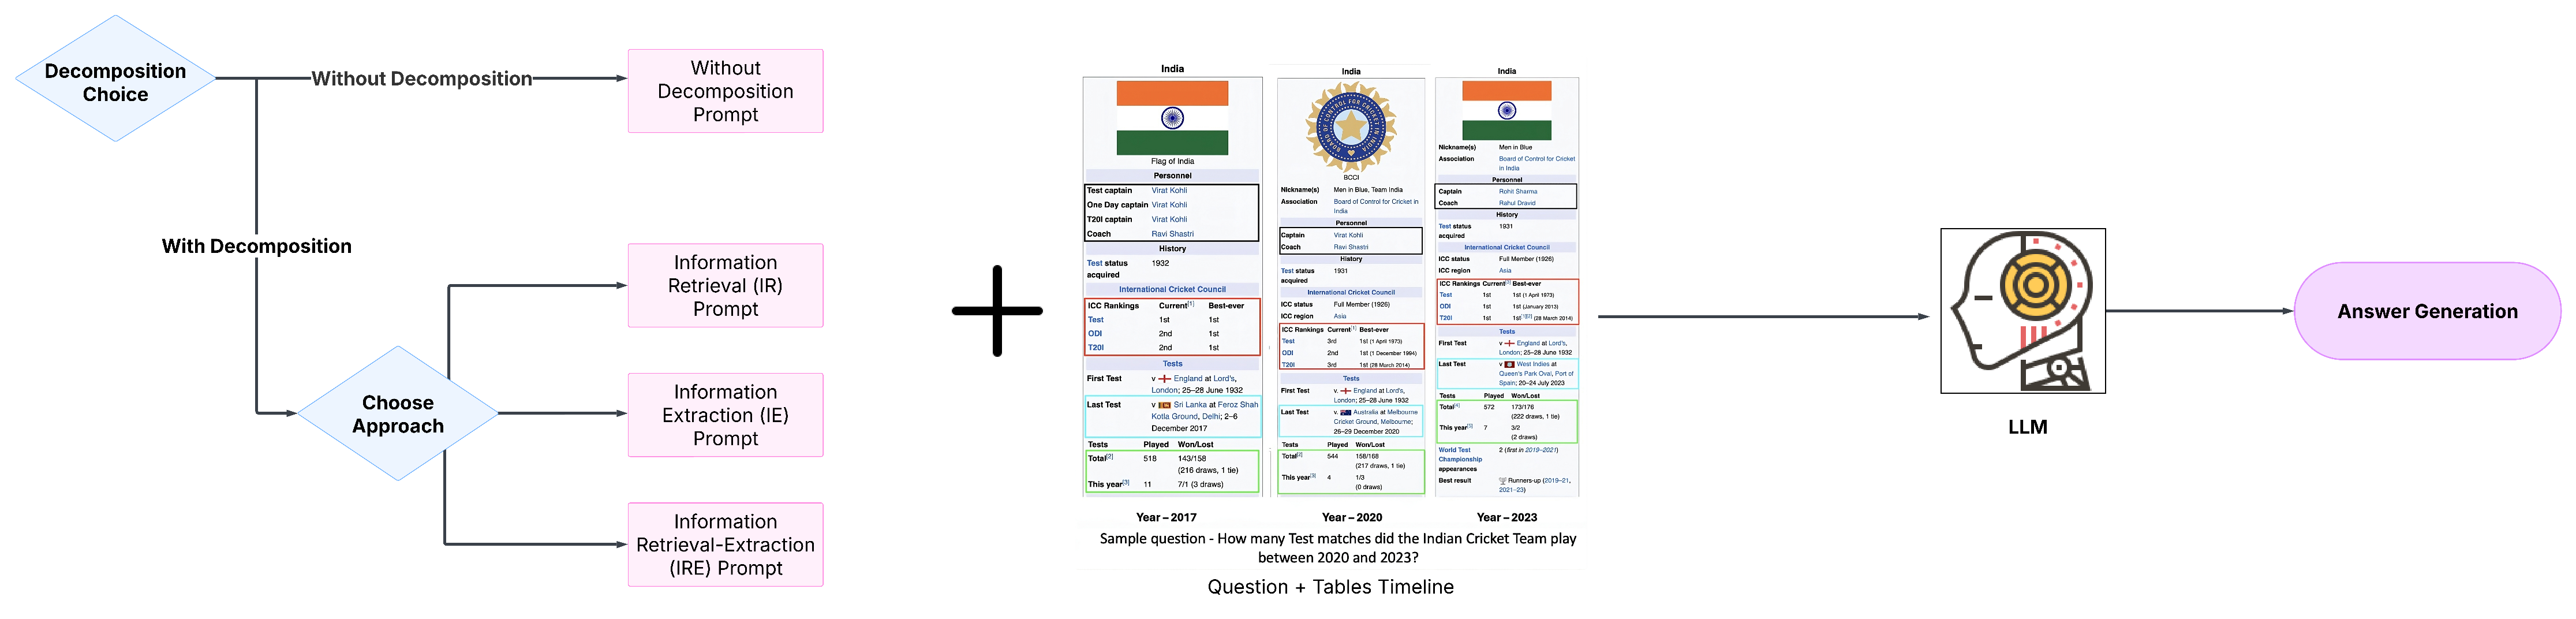 Decomposition
Choice
Without Decomposition
Without
Decomposition
Prompt
With Decomposition
Choose
Approach
Information
Retrieval (IR)
Prompt
Information
Extraction (IE)
Prompt
Information
Retrieval-Extraction
(IRE) Prompt
India
Flag of India
Personnel
Test captain Virat Kohli
One Day captain Virat Kohli
T20I captain Virat Kohli
Coach Ravi Shastri
History
Test status 1932
acquired
International Cricket Council
ICC Rankings Current[1] Best-ever
Test 1st 1st
ODI 2nd 1st
T20I 2nd 1st
Tests
First Test v England at Lord's,
London; 25–28 June 1932
Last Test v Sri Lanka at Feroz Shah
Kotla Ground, Delhi; 2–6
December 2017
Tests Played Won/Lost
Total[2] 518 143/158
(216 draws, 1 tie)
This year[3] 11 7/1 (3 draws)
Year – 2017
India
BOARD OF CONTROL FOR CRICKET IN INDIA
BCCI
Nickname(s) Men in Blue, Team India
Association Board of Control for Cricket in
India
Personnel
Captain Virat Kohli
Coach Ravi Shastri
History
Test status 1931
acquired
International Cricket Council
ICC status Full Member (1926)
ICC region Asia
ICC Rankings Current[1] Best-ever
Test 3rd 1st (1 April 1973)
ODI 2nd 1st (1 December 1994)
T20I 3rd 1st (28 March 2014)
Tests
First Test v. England at Lord's,
London; 25–28 June 1932
Last Test v. Australia at Melbourne
Cricket Ground, Melbourne;
26–29 December 2020
Tests Played Won/Lost
Total[2] 544 158/168
(217 draws, 1 tie)
This year[3] 4 1/3
(0 draws)
Year – 2020
India
Nickname(s) Men in Blue
Association Board of Control for Cricket
in India
Personnel
Captain Rohit Sharma
Coach Rahul Dravid
History
Test status 1931
acquired
International Cricket Council
ICC status Full Member (1926)
ICC region Asia
ICC Rankings Current Best-ever
Test 1st 1st (1 April 1973)
ODI 1st 1st (January 2013)
T20I 1st 1st (28 March 2014)
Tests
First Test v England at Lord's,
London; 25–28 June 1932
Last Test v West Indies at
Queen's Park Oval, Port of
Spain; 20–24 July 2023
Tests Played Won/Lost
Total[4] 572 173/176
(222 draws, 1 tie)
This year[5] 7 3/2
(2 draws)
World Test 2 (first in 2019–2021)
Championship
appearances
Best result Runners-up (2019–21,
2021–23)
Year – 2023
Sample question - How many Test matches did the Indian Cricket Team play
between 2020 and 2023?
Question + Tables Timeline
LLM
Answer Generation